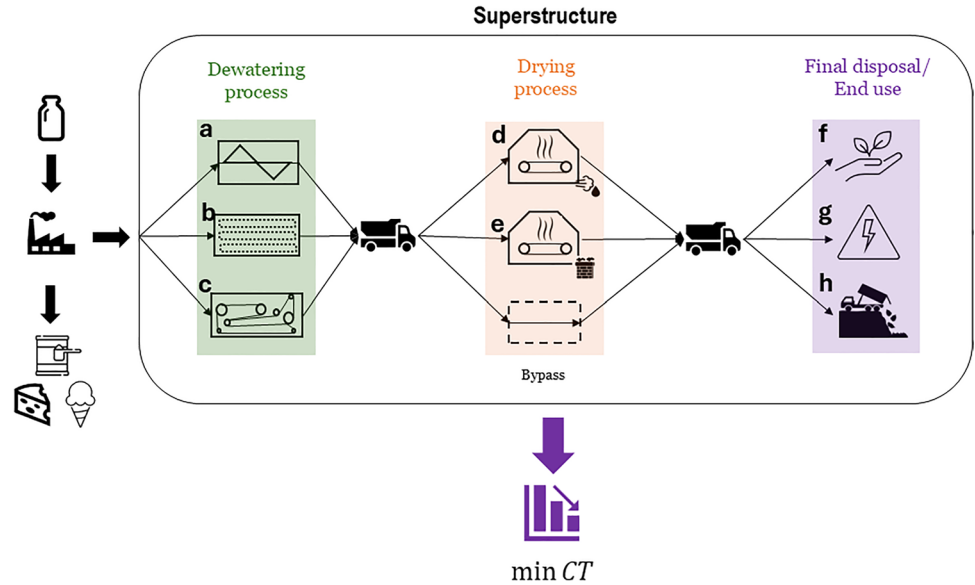 Superstructure
Dewatering
process
Drying
process
Final disposal/
End use
a
b
c
d
e
Bypass
f
g
h
min CT